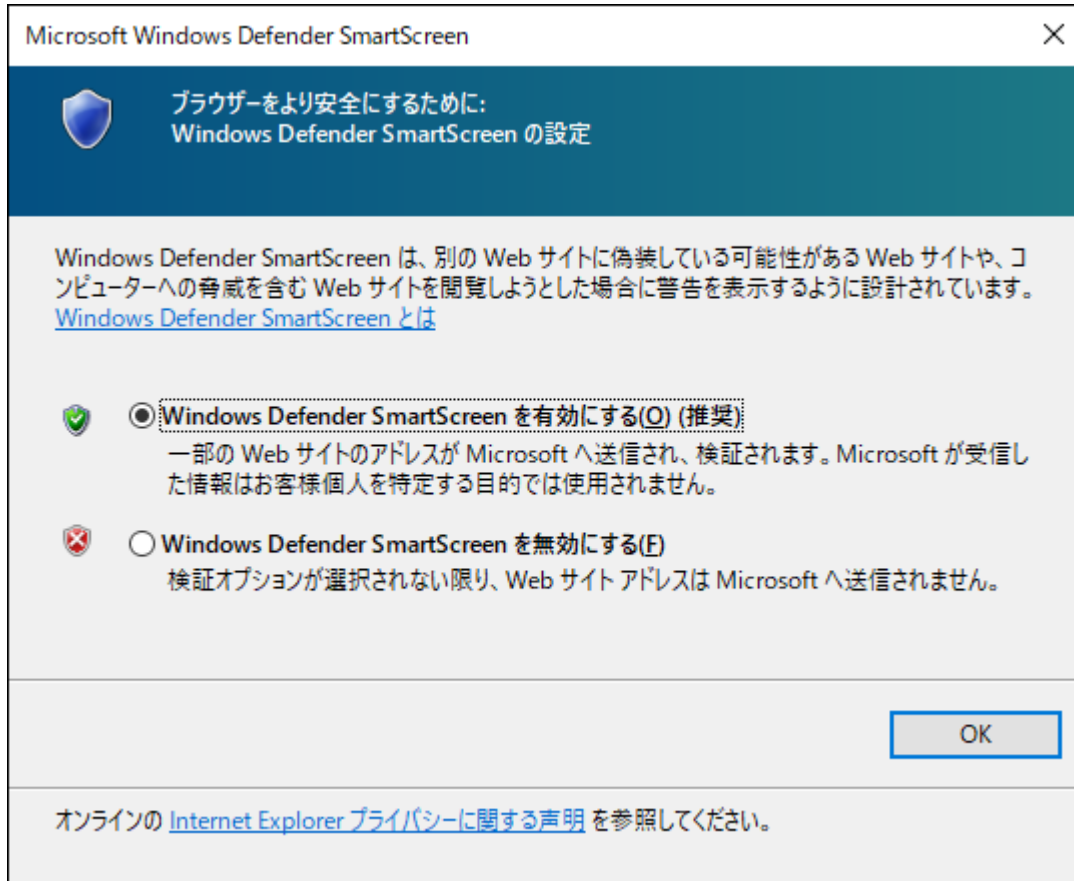 Microsoft Windows Defender SmartScreen
ブラウザーをより安全にするために:
Windows Defender SmartScreen の設定
Windows Defender SmartScreen は、別の Web サイトに偽装している可能性がある Web サイトや、コ
ンピューターへの脅威を含む Web サイトを閲覧しようとした場合に警告を表示するように設計されています。
Windows Defender SmartScreen とは
Windows Defender SmartScreen を有効にする(O) (推奨)
一部の Web サイトのアドレスが Microsoft へ送信され、検証されます。Microsoft が受信し
た情報はお客様個人を特定する目的では使用されません。
Windows Defender SmartScreen を無効にする(F)
検証オプションが選択されない限り、Web サイト アドレスは Microsoft へ送信されません。
OK
オンラインの Internet Explorer プライバシーに関する声明 を参照してください。